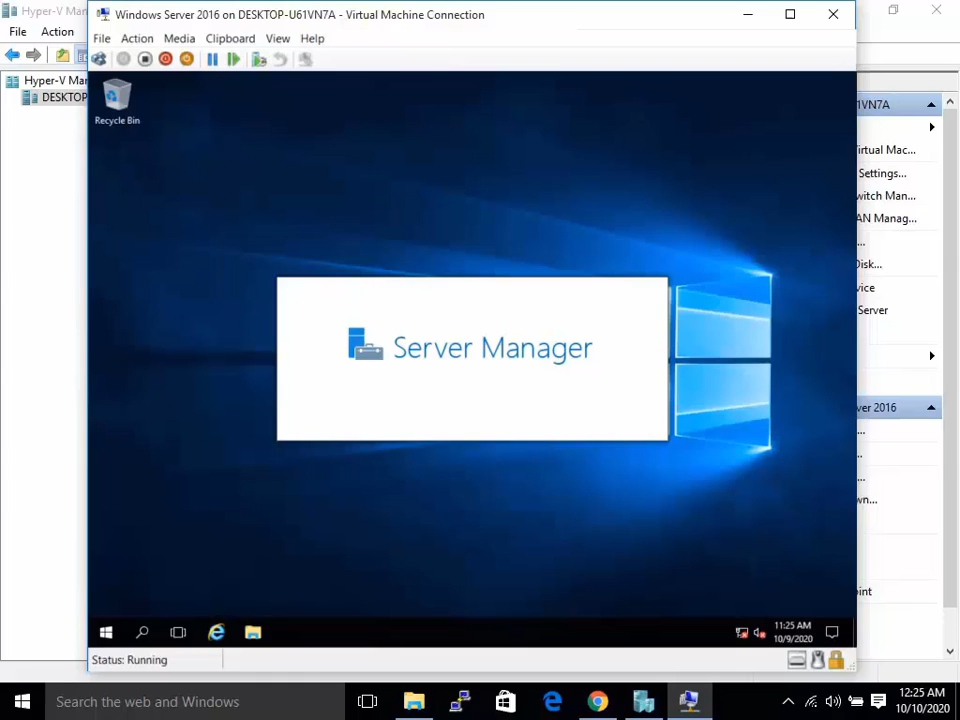 Hyper-V Man
File Action
Hyper-V Mar
DESKTOP
Windows Server 2016 on DESKTOP-U61VN7A - Virtual Machine Connection
File Action Media Clipboard View Help
Recycle Bin
Server Manager
11:25 AM
10/9/2020
Status: Running
1VN7A
irtual Mac...
Settings...
witch Man...
AN Manag...
...
Disk...
vice
Server
ver 2016
...
...
...
wn...
oint
Search the web and Windows
12:25 AM
10/10/2020